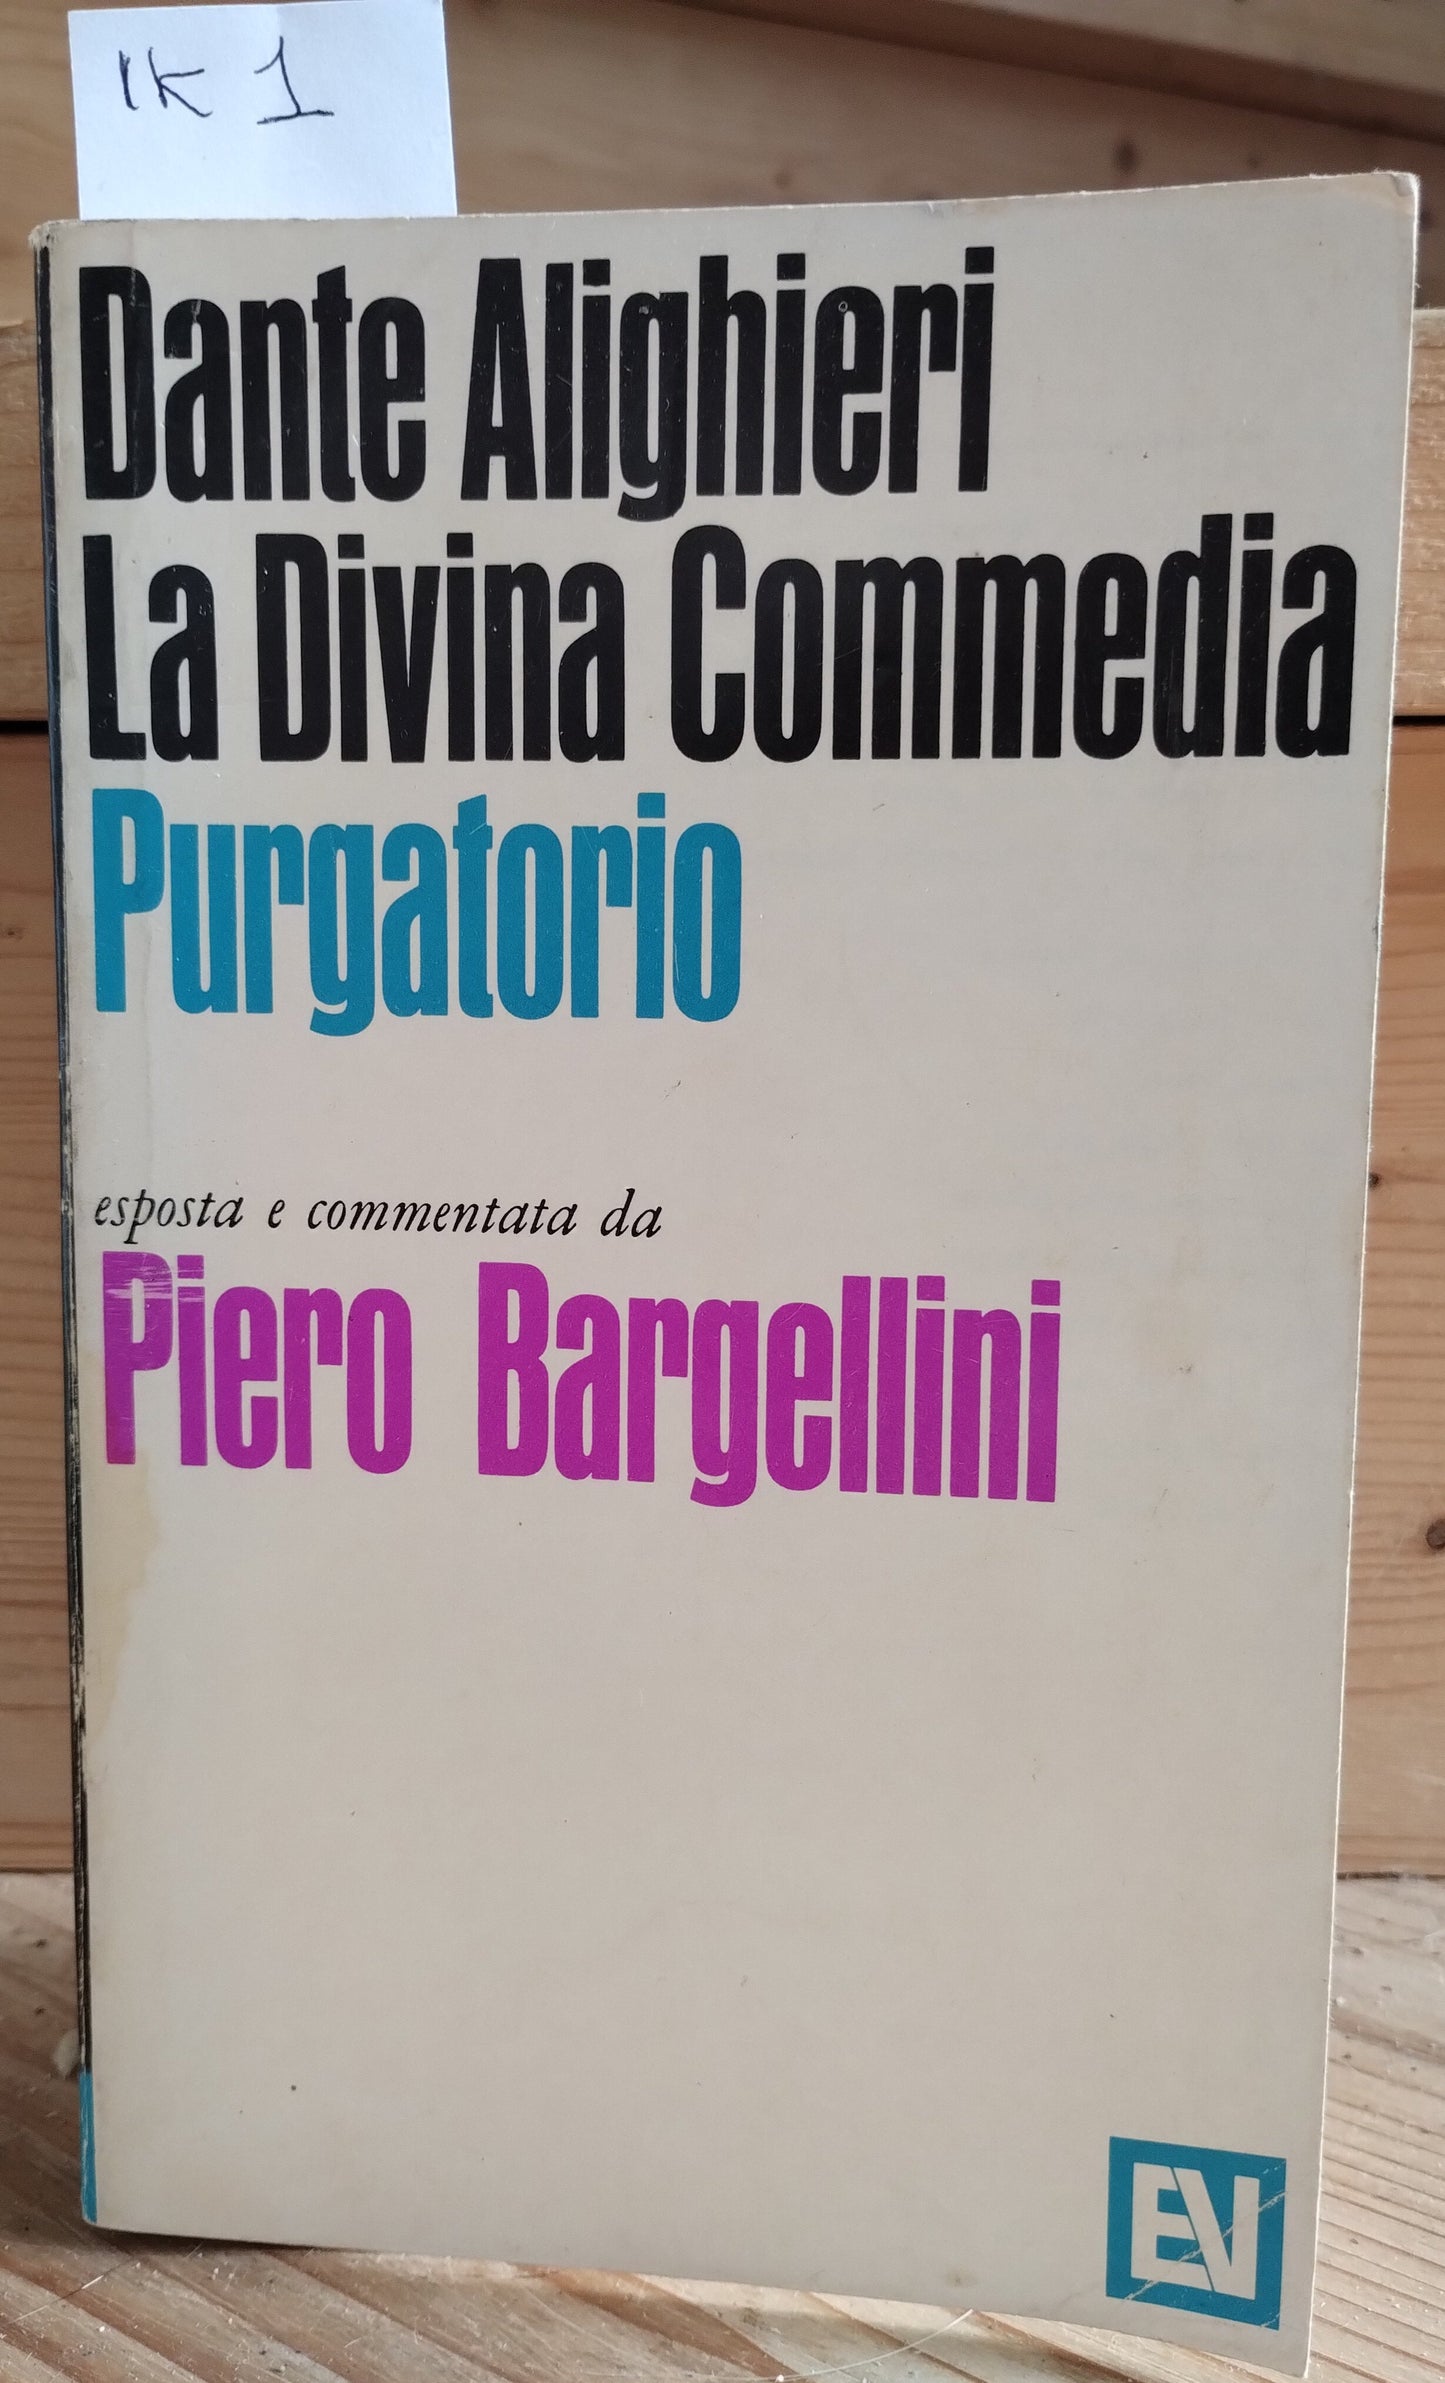 IK 1
Dante Alighieri
La Divina Commedia
Purgatorio
esposta e commentata da
Piero Bargellini
EV